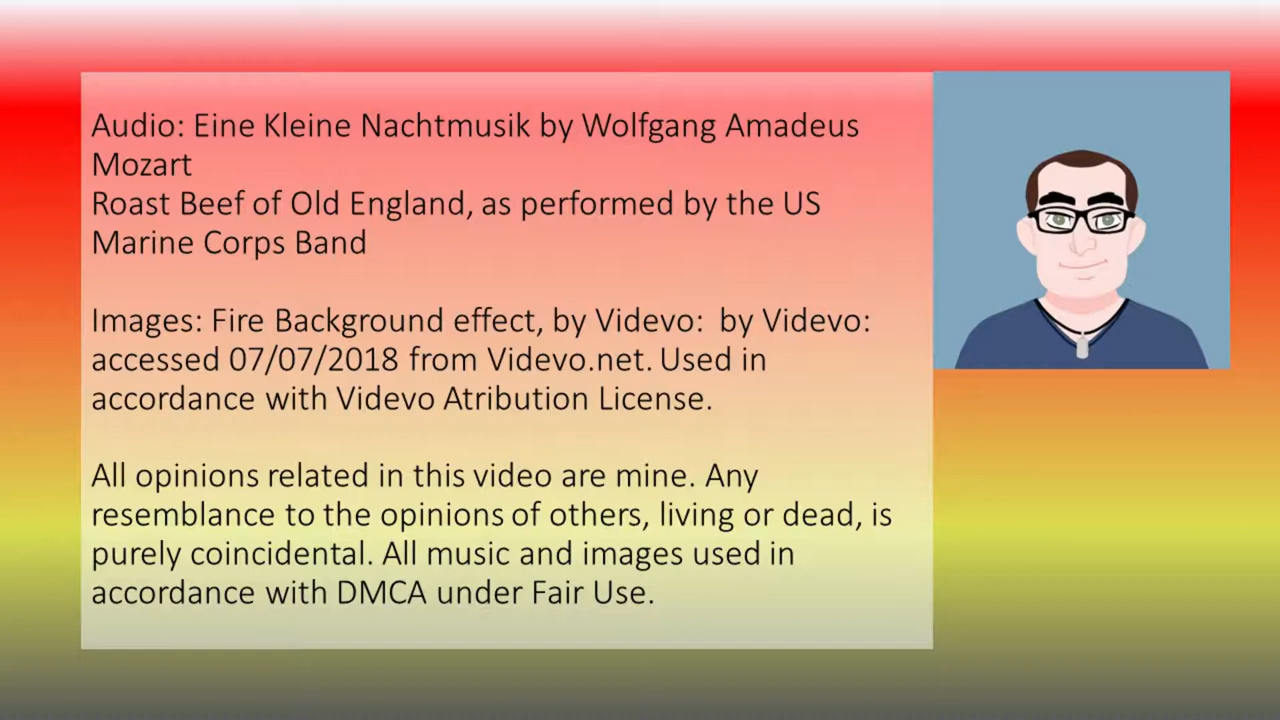 Audio: Eine Kleine Nachtmusik by Wolfgang Amadeus
Mozart
Roast Beef of Old England, as performed by the US
Marine Corps Band
Images: Fire Background effect, by Videvo:  by Videvo:
accessed 07/07/2018 from Videvo.net. Used in
accordance with Videvo Atribution License.
All opinions related in this video are mine. Any
resemblance to the opinions of others, living or dead, is
purely coincidental. All music and images used in
accordance with DMCA under Fair Use.